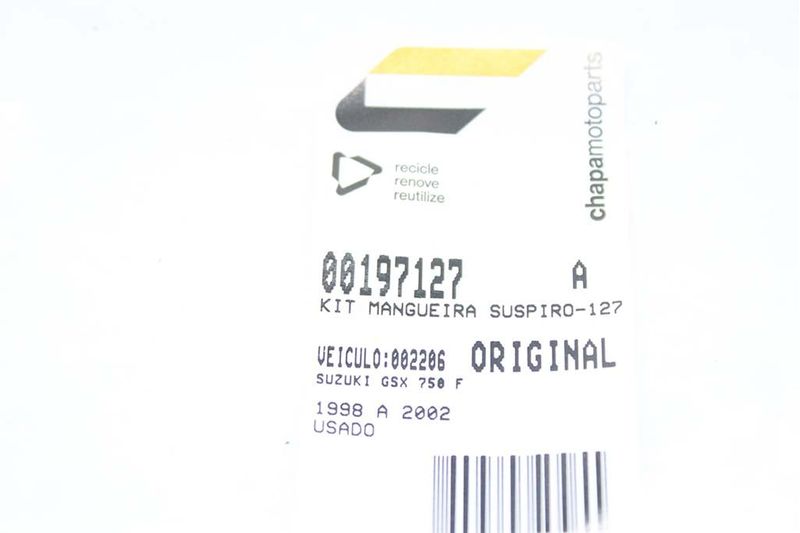 chapamotoparts
recicle
renove
reutilize
00197127 A
KIT MANGUEIRA SUSPIRO-127
VEICULO:002206 ORIGINAL
SUZUKI GSX 750 F
1998 A 2002
USADO